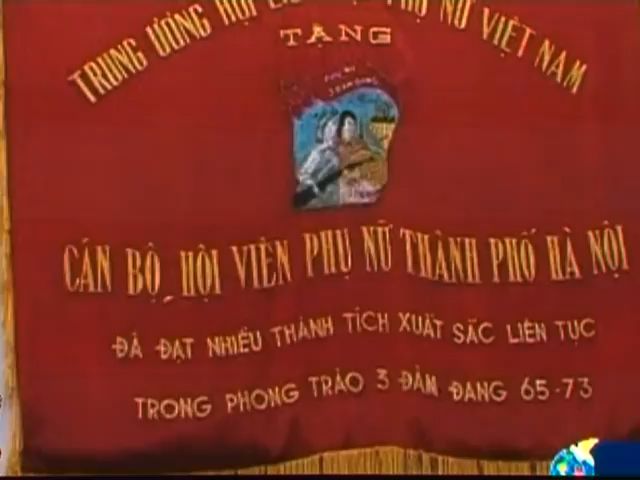 TRUNG ƯƠNG HỘI PHỤ NỮ VIỆT NAM
TẶNG
CÁN BỘ, HỘI VIÊN PHỤ NỮ THÀNH PHỐ HÀ NỘI
ĐÃ ĐẠT NHIỀU THÀNH TÍCH XUẤT SẮC LIÊN TỤC
TRONG PHONG TRÀO 3 ĐẢM ĐANG 65-73